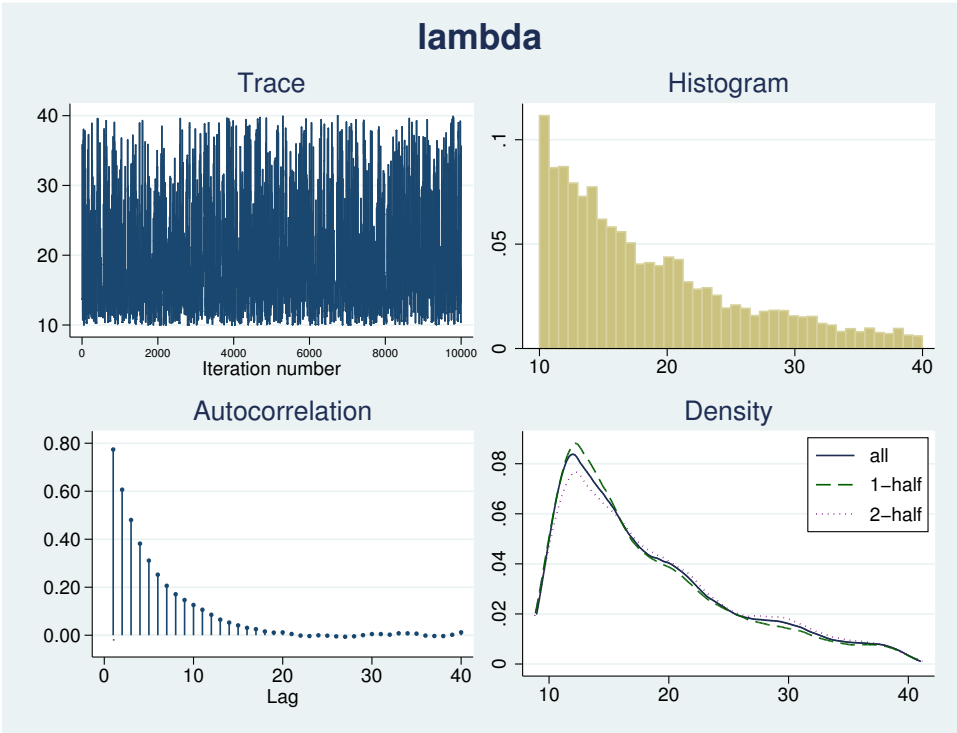 lambda
Trace
40
30
20
10
0 2000 4000 6000 8000 10000
Iteration number
Histogram
.1
.05
0
10 20 30 40
Autocorrelation
0.80
0.60
0.40
0.20
0.00
0 10 20 30 40
Lag
Density
.08
.06
.04
.02
0
10 20 30 40
all
1−half
2−half